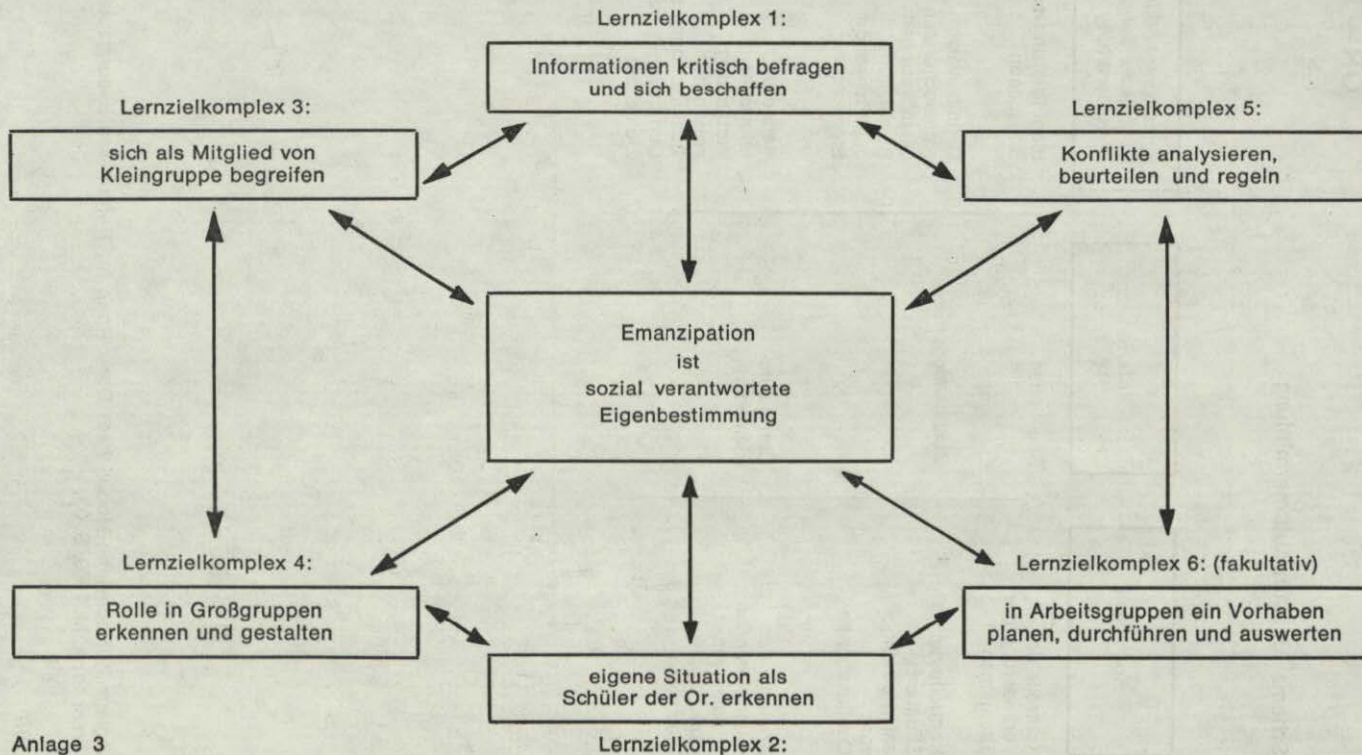 Lernzielkomplex 1:
Informationen kritisch befragen
und sich beschaffen
Lernzielkomplex 3:
sich als Mitglied von
Kleingruppe begreifen
Lernzielkomplex 5:
Konflikte analysieren,
beurteilen und regeln
Emanzipation
ist
sozial verantwortete
Eigenbestimmung
Lernzielkomplex 4:
Rolle in Großgruppen
erkennen und gestalten
Lernzielkomplex 6: (fakultativ)
in Arbeitsgruppen ein Vorhaben
planen, durchführen und auswerten
eigene Situation als
Schüler der Or. erkennen
Lernzielkomplex 2:
Anlage 3